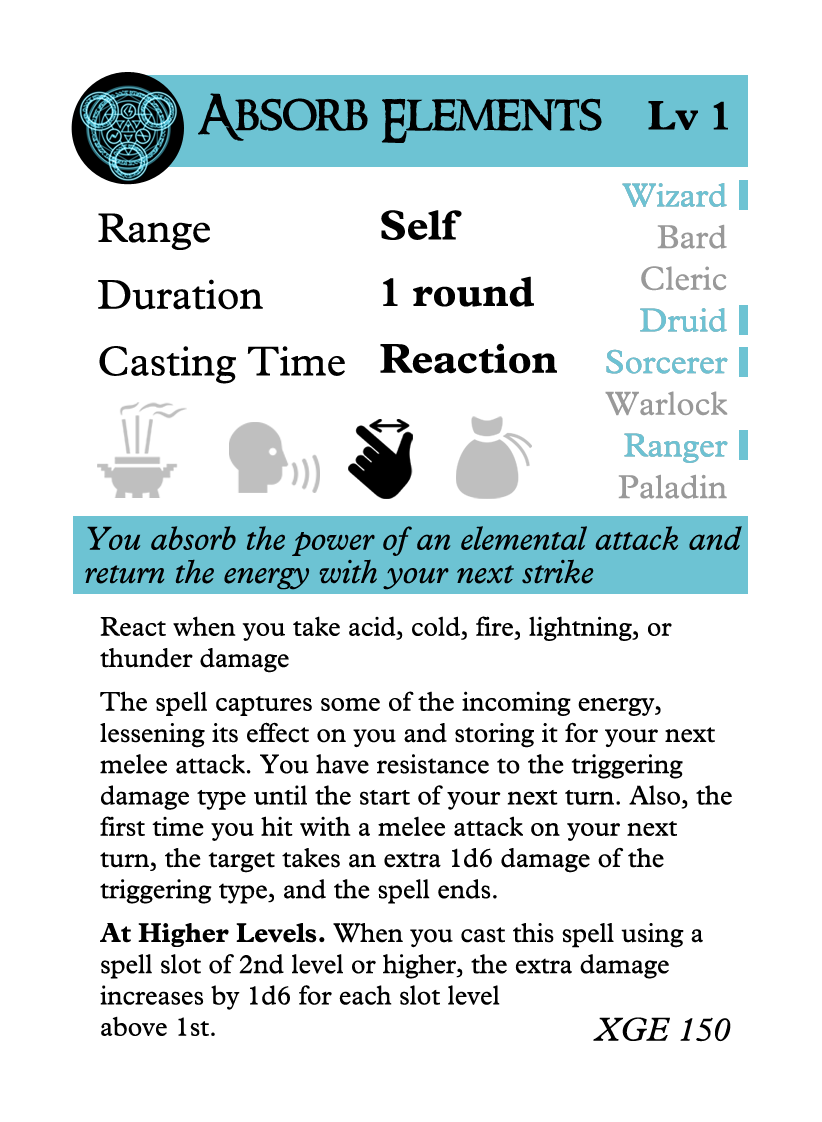 Absorb Elements Lv 1
Range Self
Duration 1 round
Casting Time Reaction
Wizard
Bard
Cleric
Druid
Sorcerer
Warlock
Ranger
Paladin
You absorb the power of an elemental attack and
return the energy with your next strike
React when you take acid, cold, fire, lightning, or
thunder damage
The spell captures some of the incoming energy,
lessening its effect on you and storing it for your next
melee attack. You have resistance to the triggering
damage type until the start of your next turn. Also, the
first time you hit with a melee attack on your next
turn, the target takes an extra 1d6 damage of the
triggering type, and the spell ends.
At Higher Levels. When you cast this spell using a
spell slot of 2nd level or higher, the extra damage
increases by 1d6 for each slot level
above 1st.
XGE 150